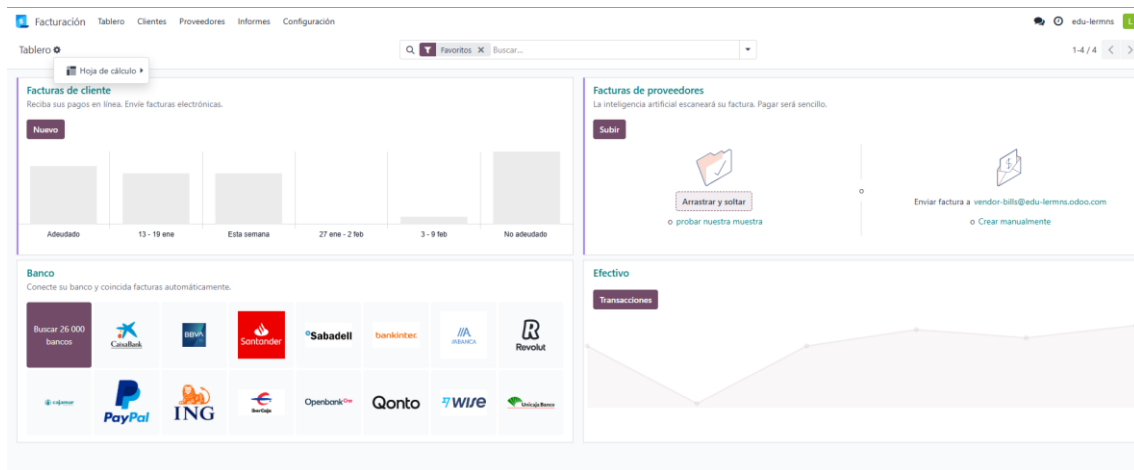 Facturación Tablero Clientes Proveedores Informes Configuración edu-lermns L
Tablero Favoritos × Buscar... 1-4 / 4
Hoja de cálculo
Facturas de cliente
Reciba sus pagos en línea. Envíe facturas electrónicas.
Nuevo
Adeudado 13 - 19 ene Esta semana 27 ene - 2 feb 3 - 9 feb No adeudado
Facturas de proveedores
La inteligencia artificial escaneará su factura. Pagar será sencillo.
Subir
Arrastrar y soltar
o probar nuestra muestra
o
Enviar factura a vendor-bills@edu-lermns.odoo.com
o Crear manualmente
Banco
Conecte su banco y coincida facturas automáticamente.
Buscar 26 000
bancos
CaixaBank BBVA Santander Sabadell bankinter ABANCA Revolut
cajamar PayPal ING iberCaja Openbank Qonto WISE Unicaja Banco
Efectivo
Transacciones